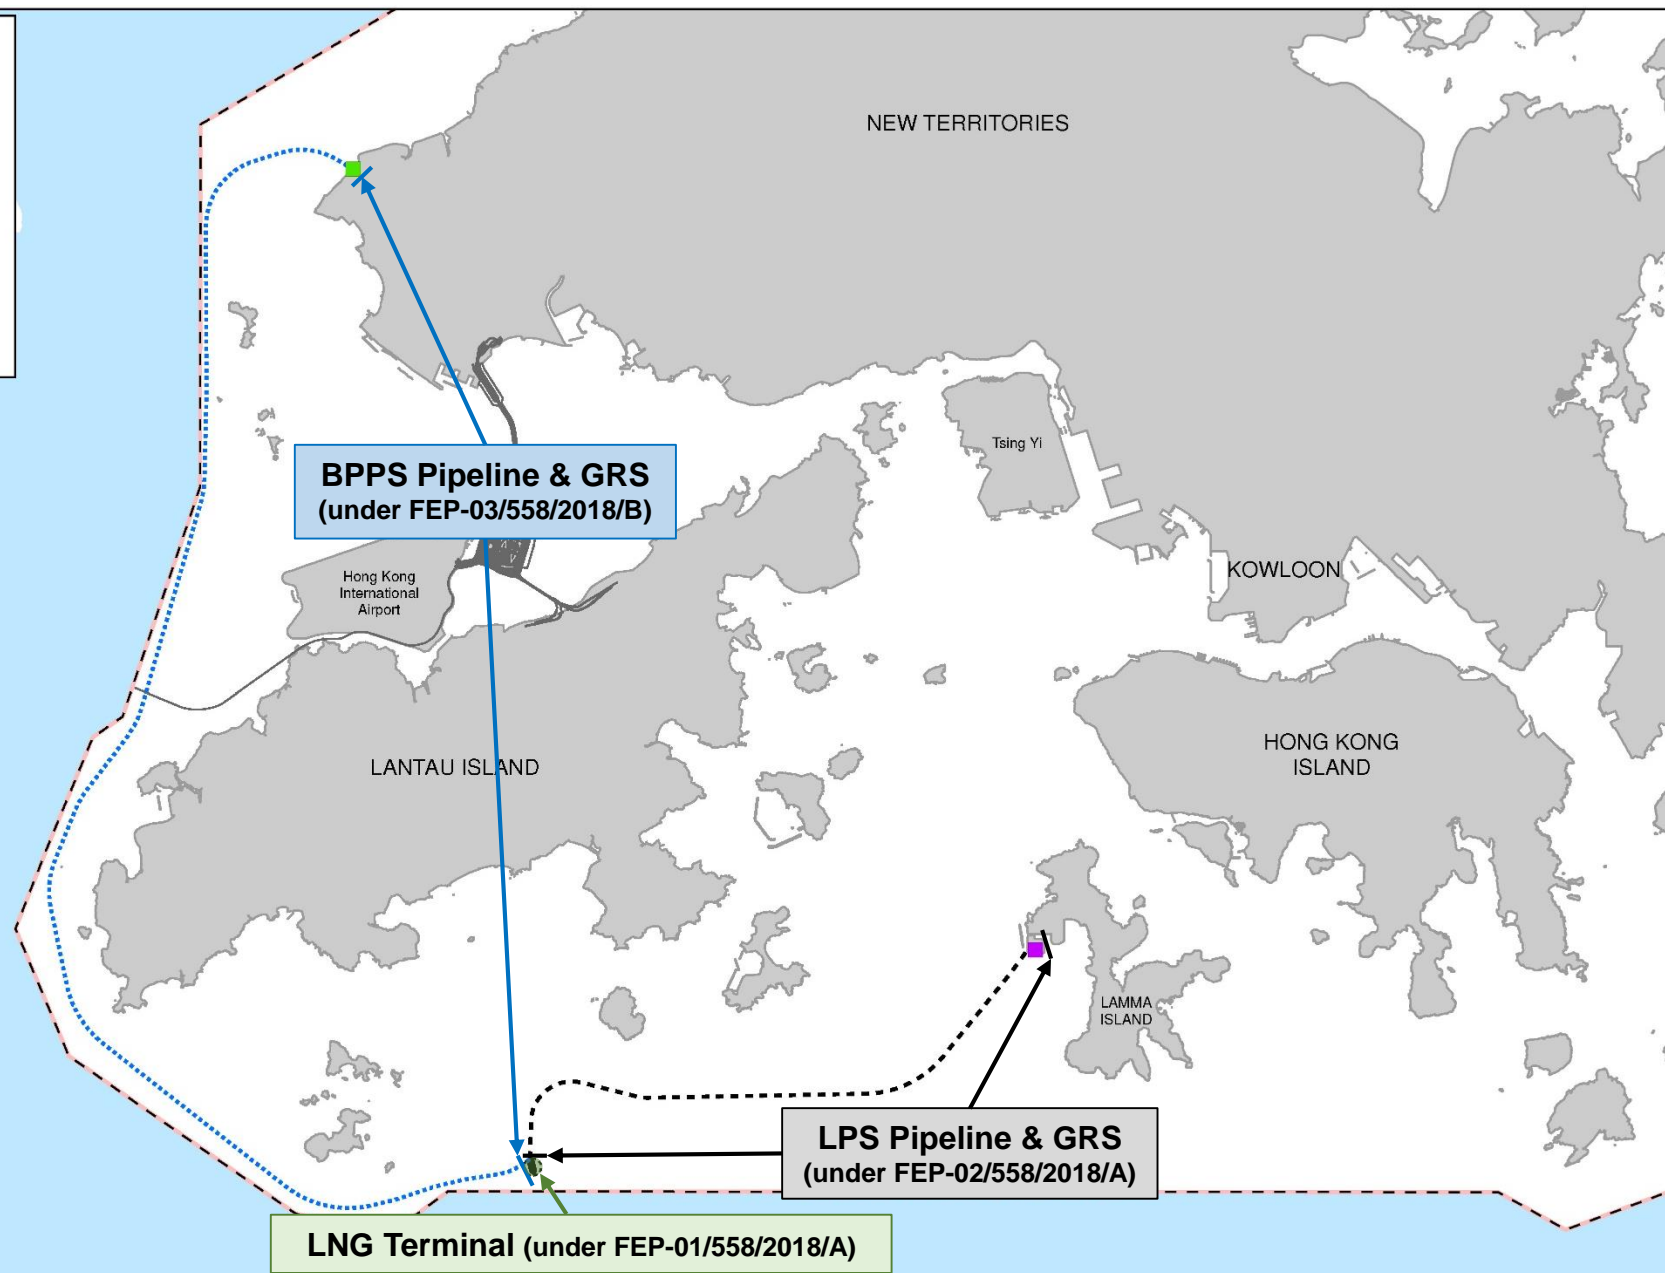 NEW TERRITORIES
Tsing Yi
BPPS Pipeline & GRS
(under FEP-03/558/2018/B)
Hong Kong
International
Airport
KOWLOON
LANTAU ISLAND
HONG KONG
ISLAND
LAMMA
ISLAND
LPS Pipeline & GRS
(under FEP-02/558/2018/A)
LNG Terminal (under FEP-01/558/2018/A)